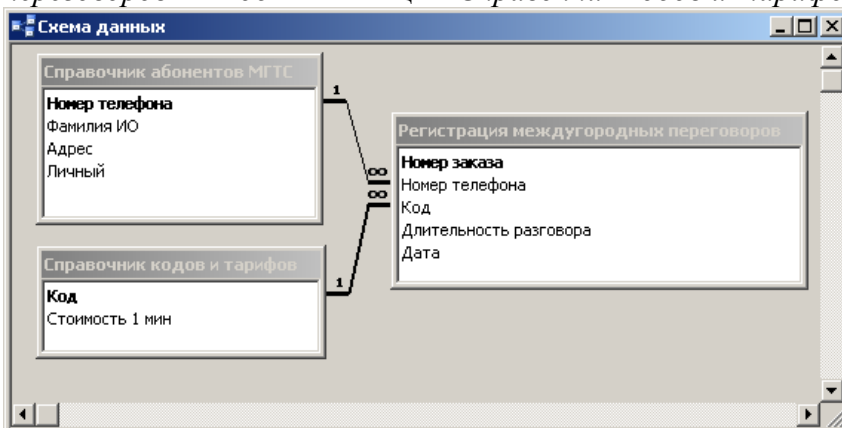 Схема данных
Справочник абонентов МГТС
Номер телефона
Фамилия ИО
Адрес
Личный
1
∞
∞
1
Регистрация междугородных переговоров
Номер заказа
Номер телефона
Код
Длительность разговора
Дата
Справочник кодов и тарифов
Код
Стоимость 1 мин